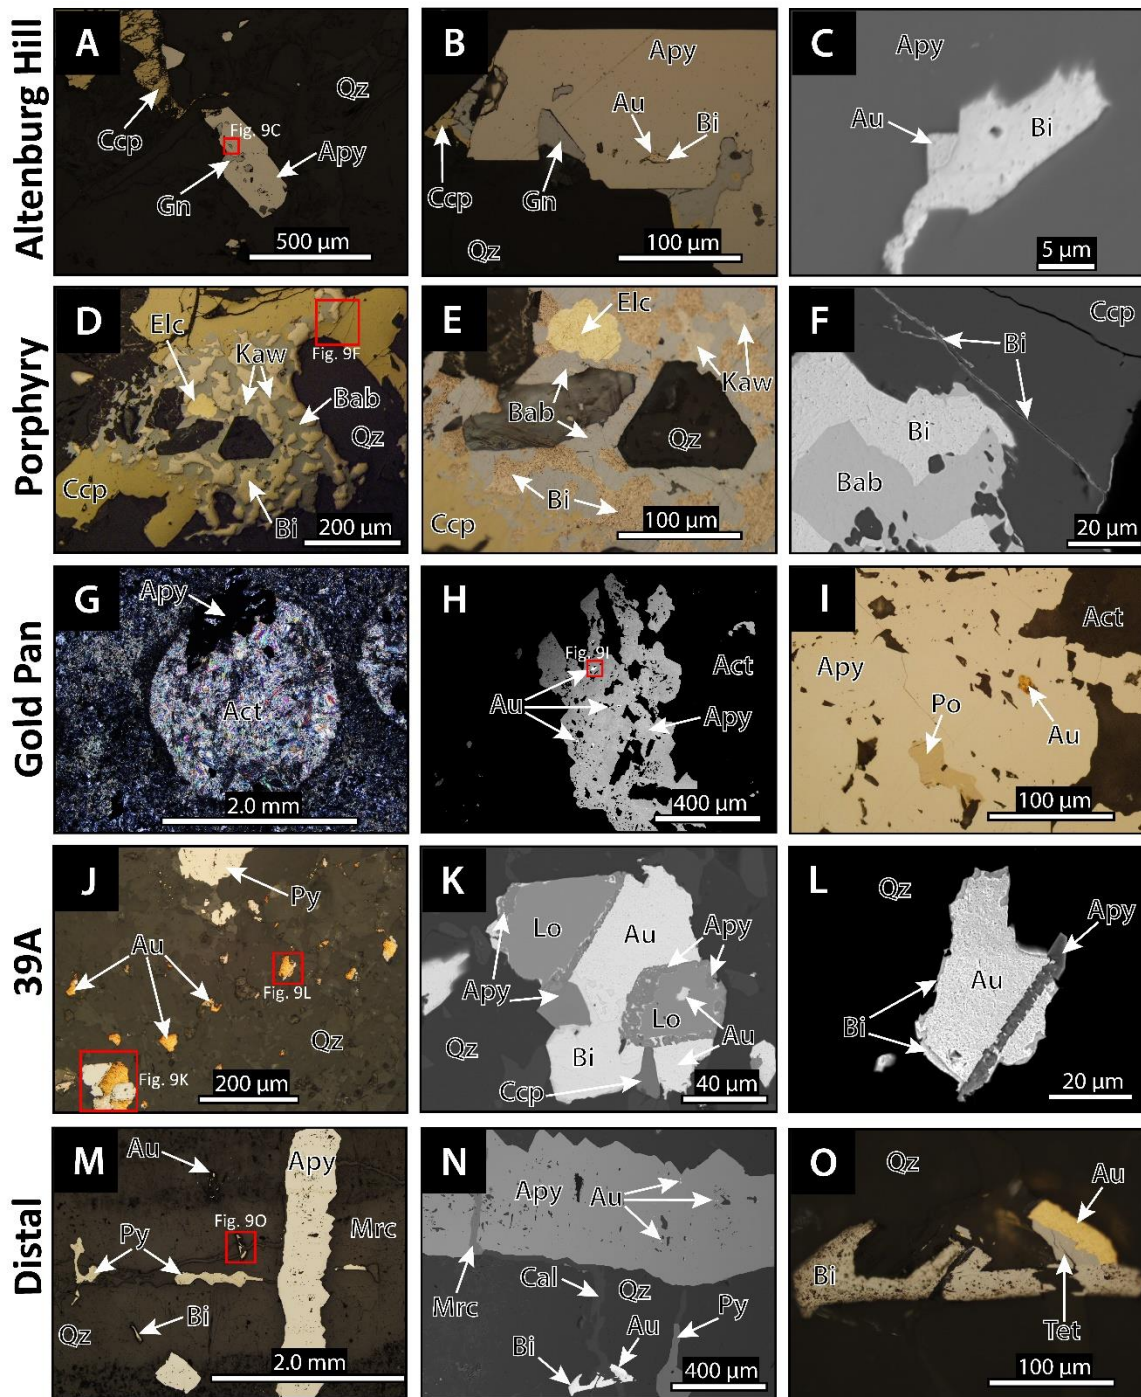 Altenburg Hill
A
Ccp
Qz
Fig. 9C
Apy
Gn
500 µm
B
Apy
Au
Bi
Ccp
Gn
Qz
100 µm
C
Apy
Au
Bi
5 µm
Porphyry
D
Elc
Kaw
Fig. 9F
Bab
Qz
Ccp
Bi
200 µm
E
Elc
Kaw
Bab
Qz
Bi
Ccp
100 µm
F
Ccp
Bi
Bi
Bab
20 µm
Gold Pan
G
Apy
Act
2.0 mm
H
Fig. 9I
Act
Au
Apy
400 µm
I
Act
Apy
Po
Au
100 µm
39A
J
Py
Au
Fig. 9L
Qz
Fig. 9K
200 µm
K
Lo
Au
Apy
Apy
Lo
Qz
Bi
Au
Ccp
40 µm
L
Qz
Apy
Au
Bi
20 µm
Distal
M
Au
Apy
Fig. 9O
Mrc
Py
Bi
Qz
2.0 mm
N
Apy
Au
Cal
Qz
Mrc
Py
Au
Bi
400 µm
O
Qz
Au
Bi
Tet
100 µm